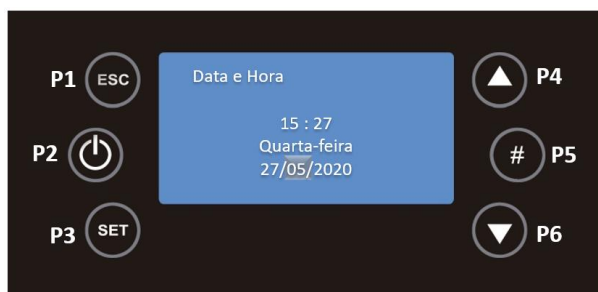 P1 ESC
Data e Hora
P4
15 : 27
P2
Quarta-feira
# P5
27/05/2020
P3 SET
P6